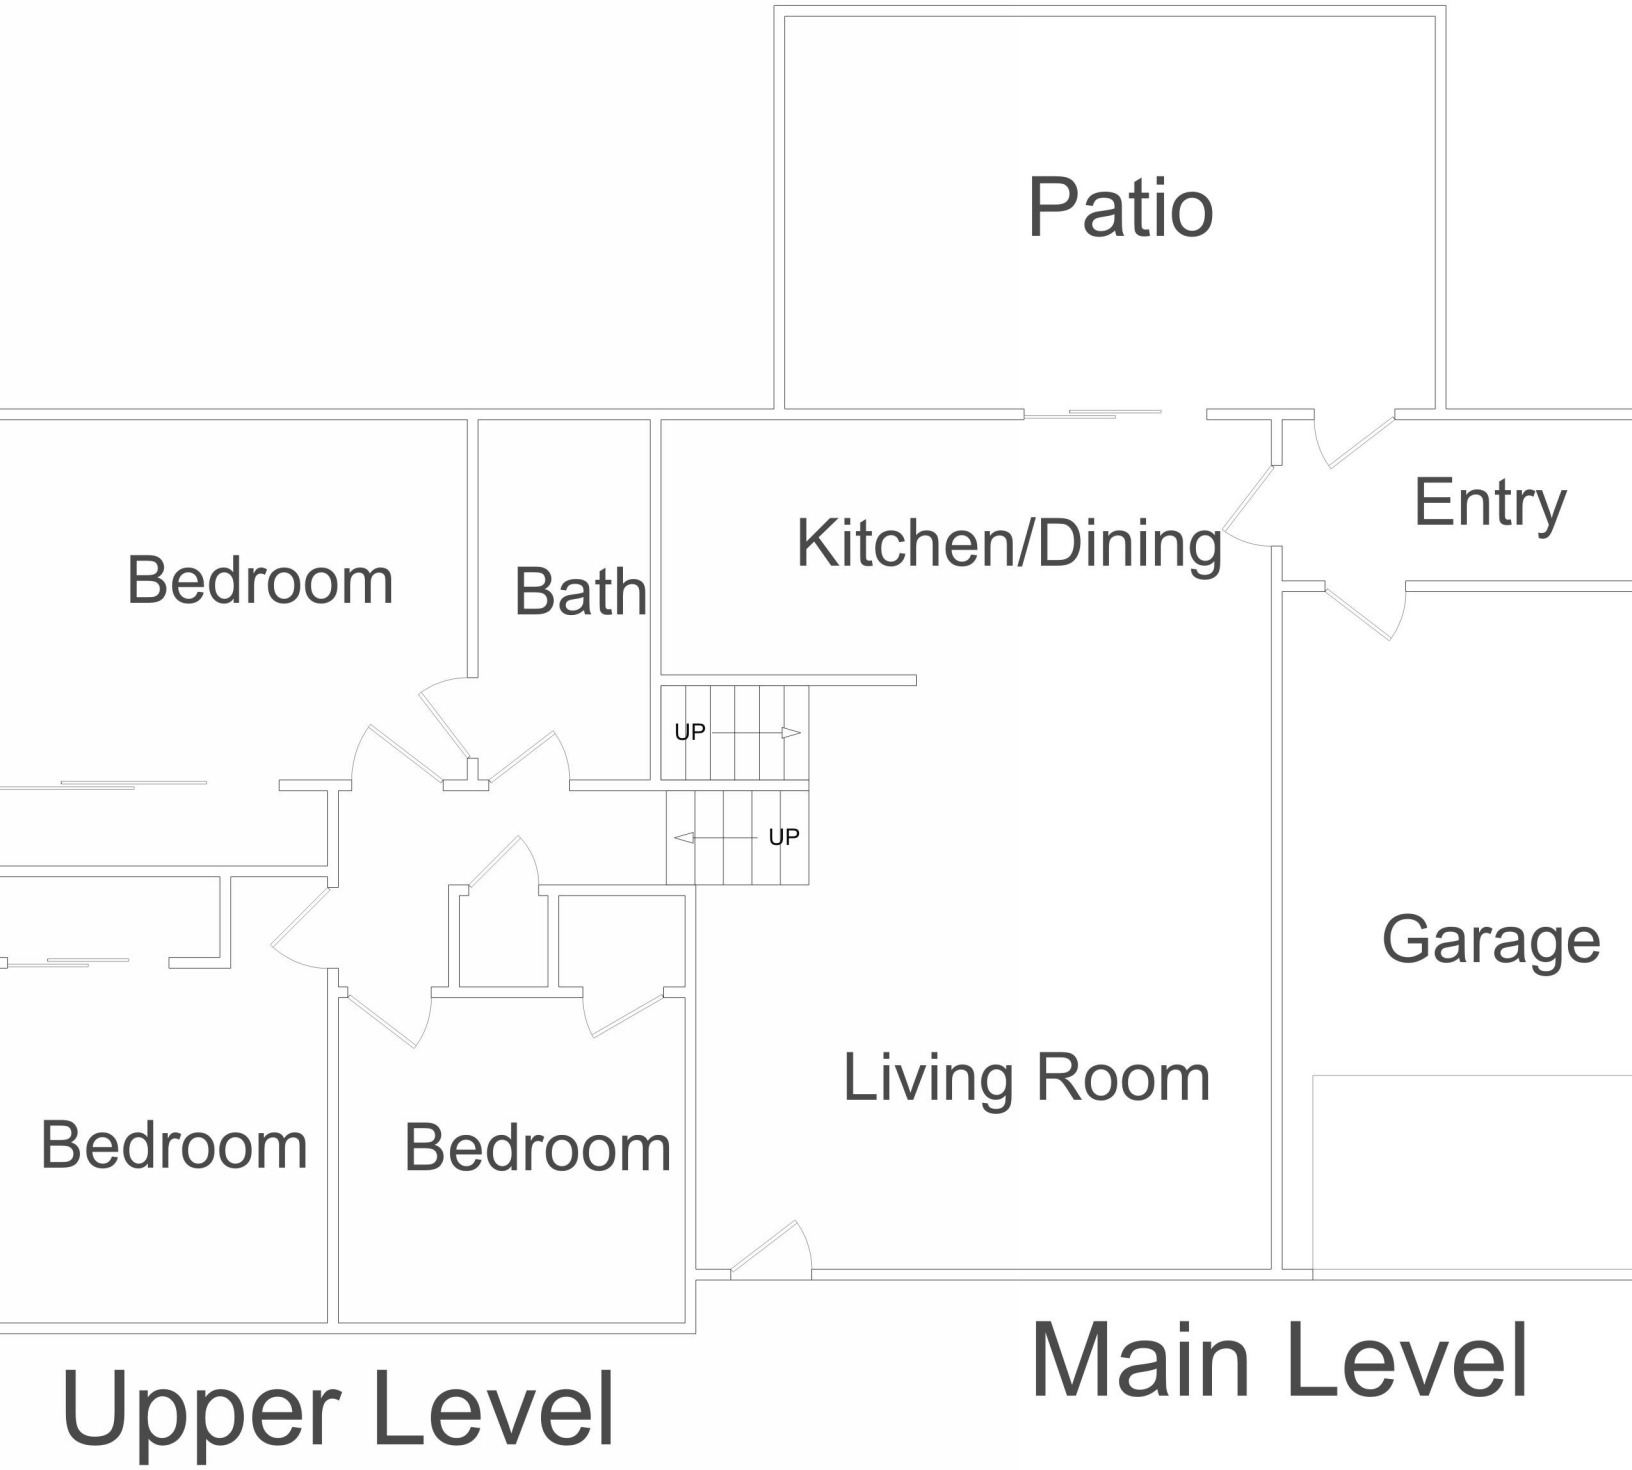 Patio
Entry
Kitchen/Dining
Bedroom
Bath
UP
UP
Garage
Living Room
Bedroom
Bedroom
Main Level
Upper Level